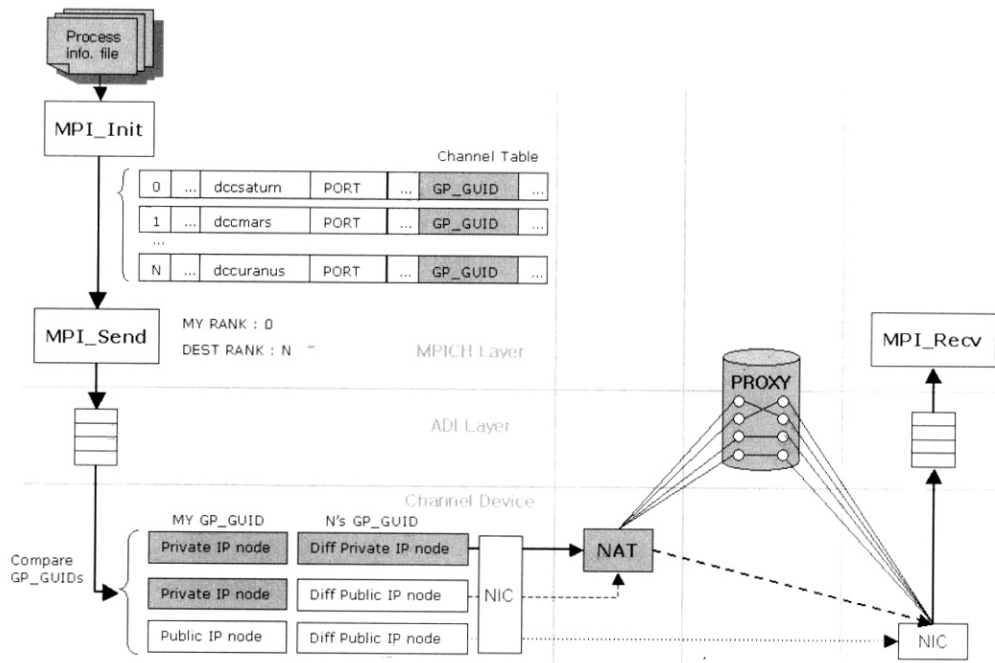 Process
info. file
MPI_Init
Channel Table
0 ... dccsaturn PORT ... GP_GUID ...
1 ... dccmars PORT ... GP_GUID ...
...
N ... dccuranus PORT ... GP_GUID ...
MPI_Send
MY RANK : 0
DEST RANK : N
MPICH Layer
MPI_Recv
PROXY
ADI Layer
Channel Device
MY GP_GUID N's GP_GUID
Compare
GP_GUIDs
Private IP node Diff Private IP node
Private IP node Diff Public IP node
Public IP node Diff Public IP node
NIC
NAT
NIC